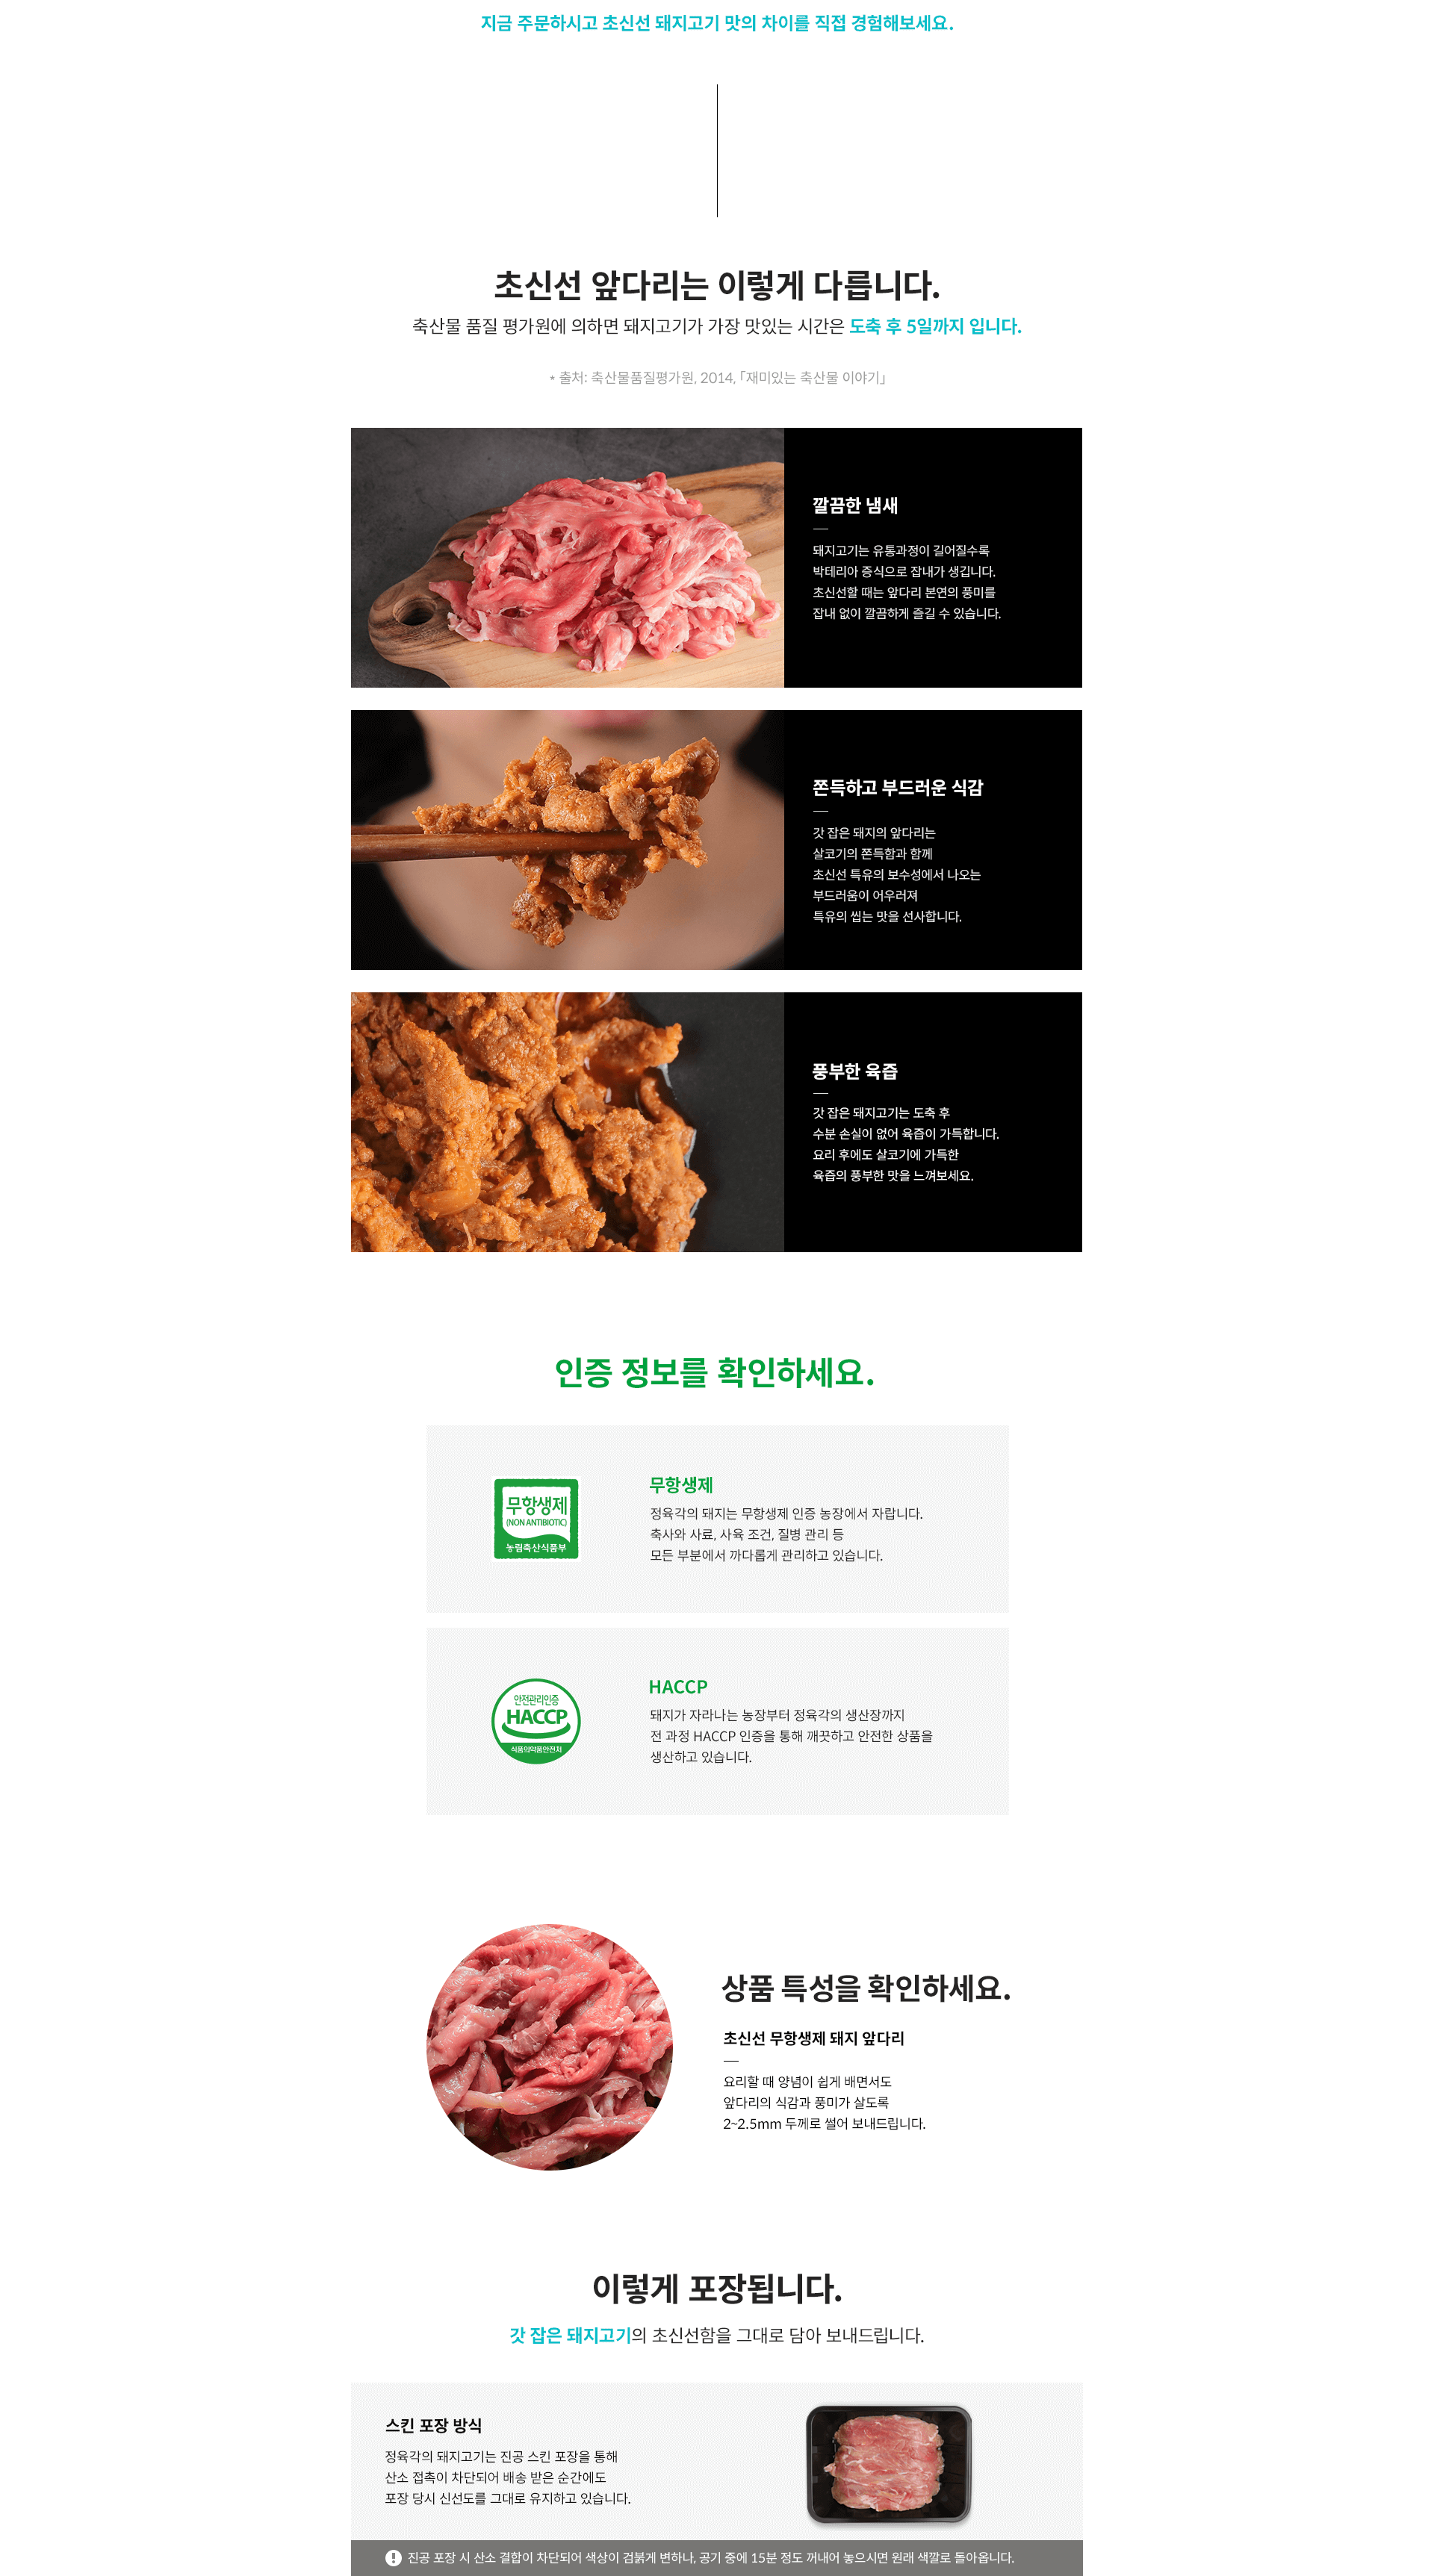 지금 주문하시고 초신선 돼지고기 맛의 차이를 직접 경험해보세요.
초신선 앞다리는 이렇게 다릅니다.
축산물 품질 평가원에 의하면 돼지고기가 가장 맛있는 시간은 도축 후 5일까지 입니다.
* 출처: 축산물품질평가원, 2014, 「재미있는 축산물 이야기」
깔끔한 냄새
돼지고기는 유통과정이 길어질수록
박테리아 증식으로 잡내가 생깁니다.
초신선할 때는 앞다리 본연의 풍미를
잡내 없이 깔끔하게 즐길 수 있습니다.
쫀득하고 부드러운 식감
갓 잡은 돼지의 앞다리는
살코기의 쫀득함과 함께
초신선 특유의 보수성에서 나오는
부드러움이 어우러져
특유의 씹는 맛을 선사합니다.
풍부한 육즙
갓 잡은 돼지고기는 도축 후
수분 손실이 없어 육즙이 가득합니다.
요리 후에도 살코기에 가득한
육즙의 풍부한 맛을 느껴보세요.
인증 정보를 확인하세요.
무항생제
(NON ANTIBIOTIC)
농림축산식품부
무항생제
정육각의 돼지는 무항생제 인증 농장에서 자랍니다.
축사와 사료, 사육 조건, 질병 관리 등
모든 부분에서 까다롭게 관리하고 있습니다.
안전관리인증
HACCP
식품의약품안전처
HACCP
돼지가 자라나는 농장부터 정육각의 생산장까지
전 과정 HACCP 인증을 통해 깨끗하고 안전한 상품을
생산하고 있습니다.
상품 특성을 확인하세요.
초신선 무항생제 돼지 앞다리
요리할 때 양념이 쉽게 배면서도
앞다리의 식감과 풍미가 살도록
2~2.5mm 두께로 썰어 보내드립니다.
이렇게 포장됩니다.
갓 잡은 돼지고기의 초신선함을 그대로 담아 보내드립니다.
스킨 포장 방식
정육각의 돼지고기는 진공 스킨 포장을 통해
산소 접촉이 차단되어 배송 받은 순간에도
포장 당시 신선도를 그대로 유지하고 있습니다.
진공 포장 시 산소 결합이 차단되어 색상이 검붉게 변하나, 공기 중에 15분 정도 꺼내어 놓으시면 원래 색깔로 돌아옵니다.